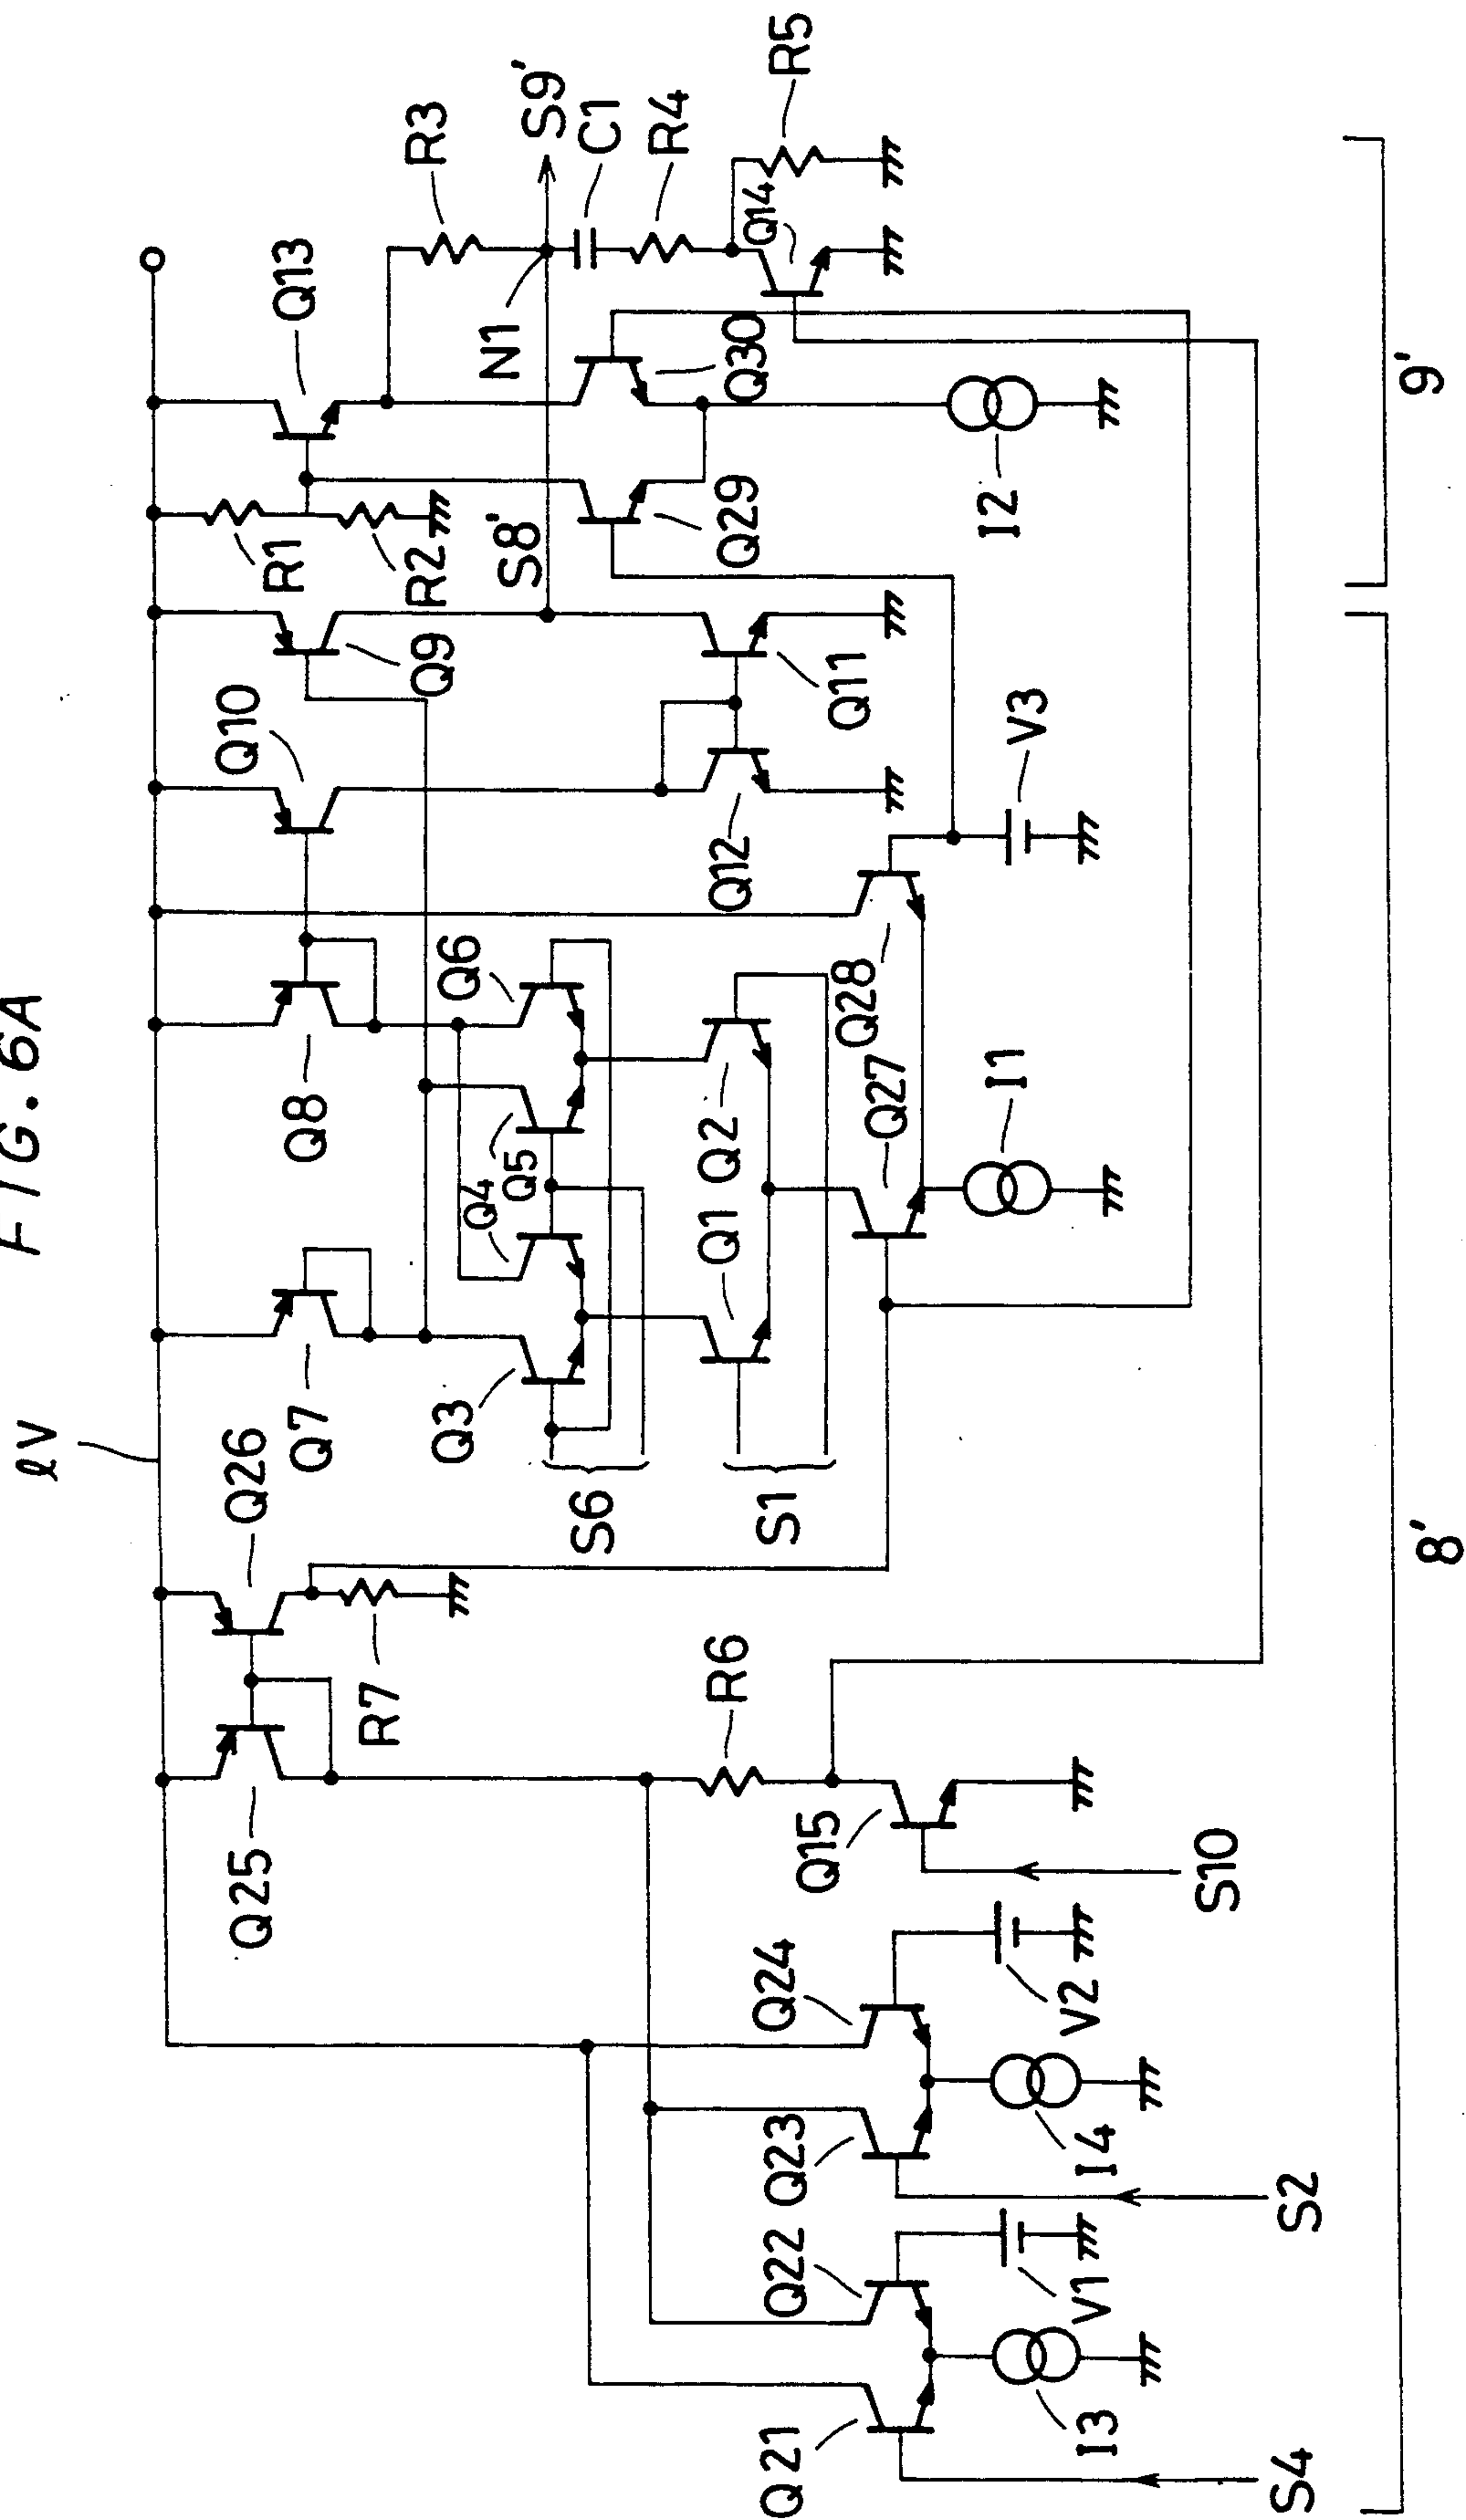 FIG. 6A
ℓV
Q25
Q26
R7
Q7
Q8
Q10
Q9
R1
R2
Q13
R3
S8'
N1
S9'
C1
R4
R5
Q14
Q3
Q4
Q5
Q6
S6
S1
Q1
Q2
Q12
Q11
Q29
Q30
I2
R6
Q15
S10
Q27
Q28
I1
V3
Q21
Q22
Q23
Q24
I3
V1
I4
V2
S4
S2
8'
9'